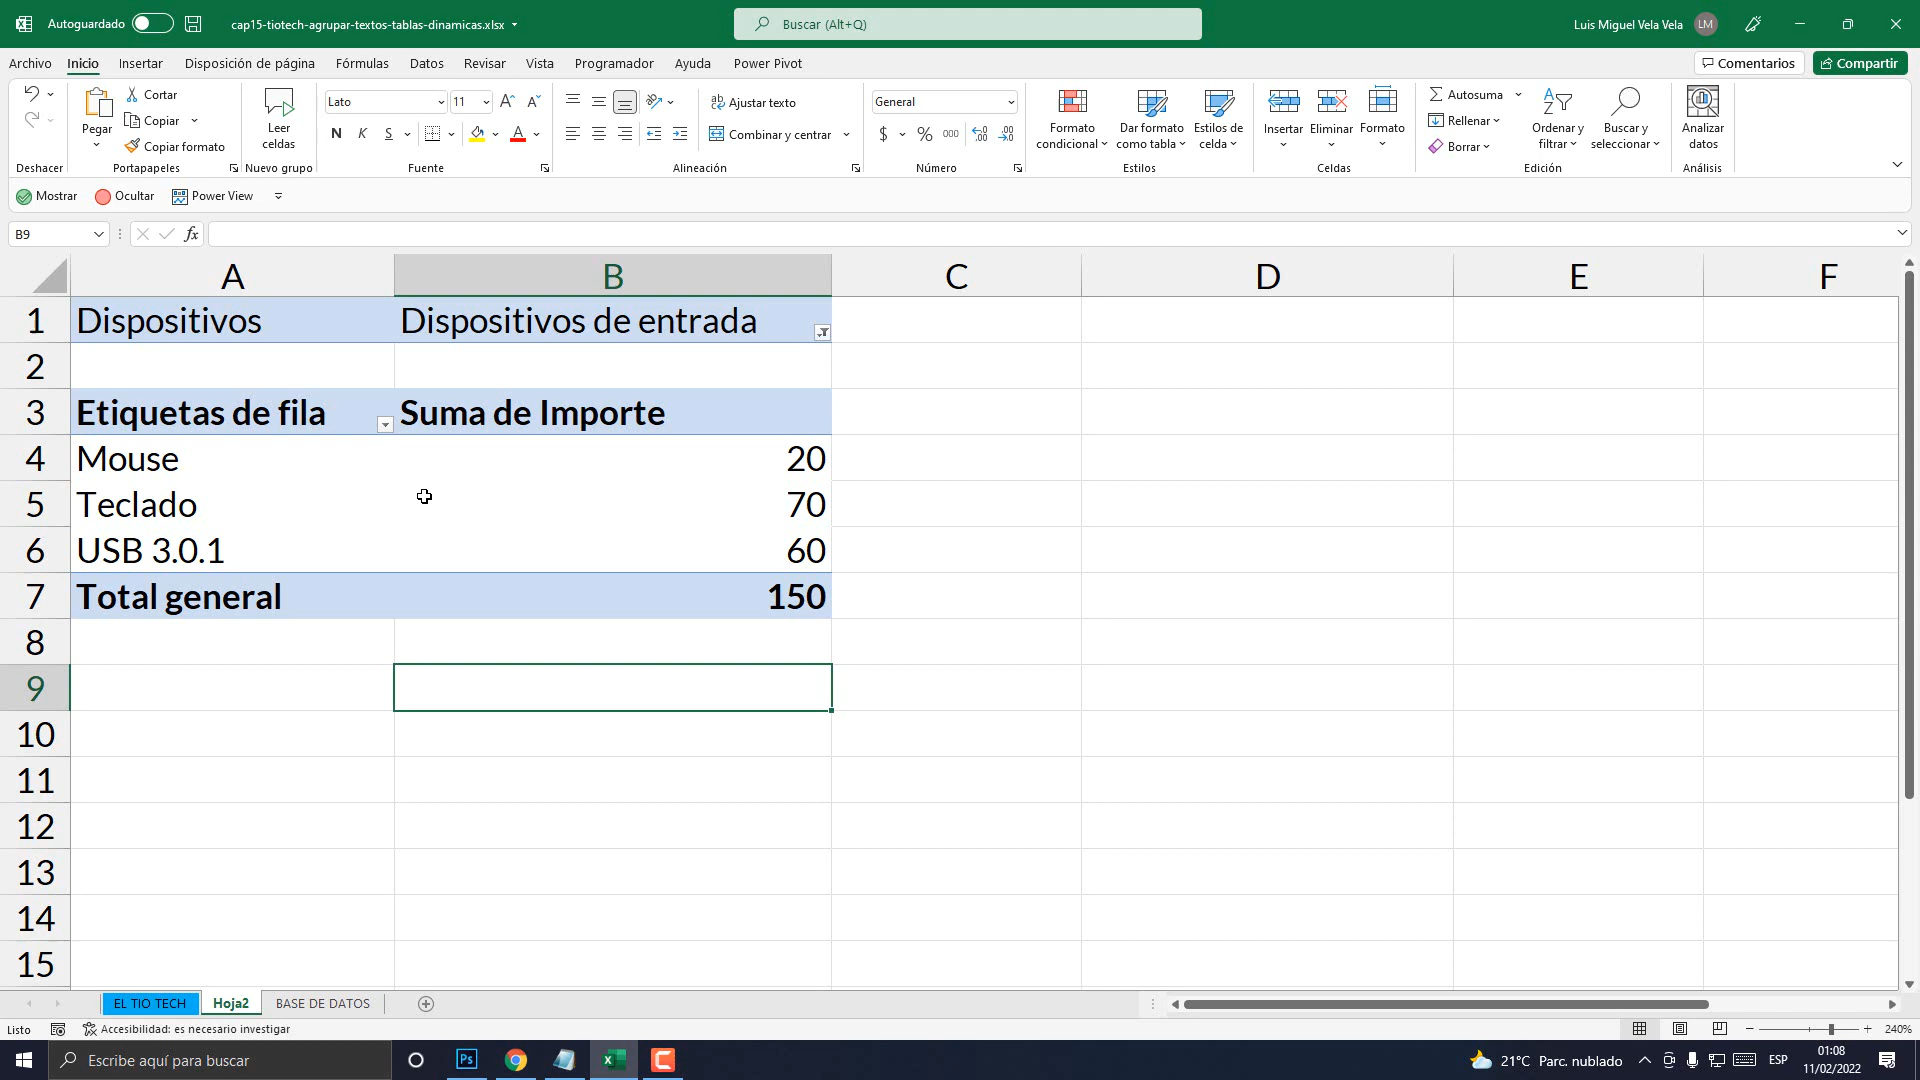 Autoguardado
cap15-tiotech-agrupar-textos-tablas-dinamicas.xlsx
Buscar (Alt+Q)
Luis Miguel Vela Vela
LM
Archivo Inicio Insertar Disposición de página Fórmulas Datos Revisar Vista Programador Ayuda Power Pivot
Comentarios Compartir
Deshacer
Pegar
Cortar
Copiar
Copiar formato
Portapapeles
Leer celdas
Nuevo grupo
Lato 11
N K S
Fuente
Ajustar texto
Combinar y centrar
Alineación
General
$ % 000
Número
Formato condicional
Dar formato como tabla
Estilos de celda
Estilos
Insertar Eliminar Formato
Celdas
Autosuma
Rellenar
Borrar
Ordenar y filtrar
Buscar y seleccionar
Edición
Analizar datos
Análisis
Mostrar Ocultar Power View
B9
fx
A B C D E F
1 Dispositivos Dispositivos de entrada
2
3 Etiquetas de fila Suma de Importe
4 Mouse 20
5 Teclado 70
6 USB 3.0.1 60
7 Total general 150
8
9
10
11
12
13
14
15
EL TIO TECH Hoja2 BASE DE DATOS
Listo Accesibilidad: es necesario investigar
240%
Escribe aquí para buscar
Ps
21°C Parc. nublado
ESP
01:08
11/02/2022